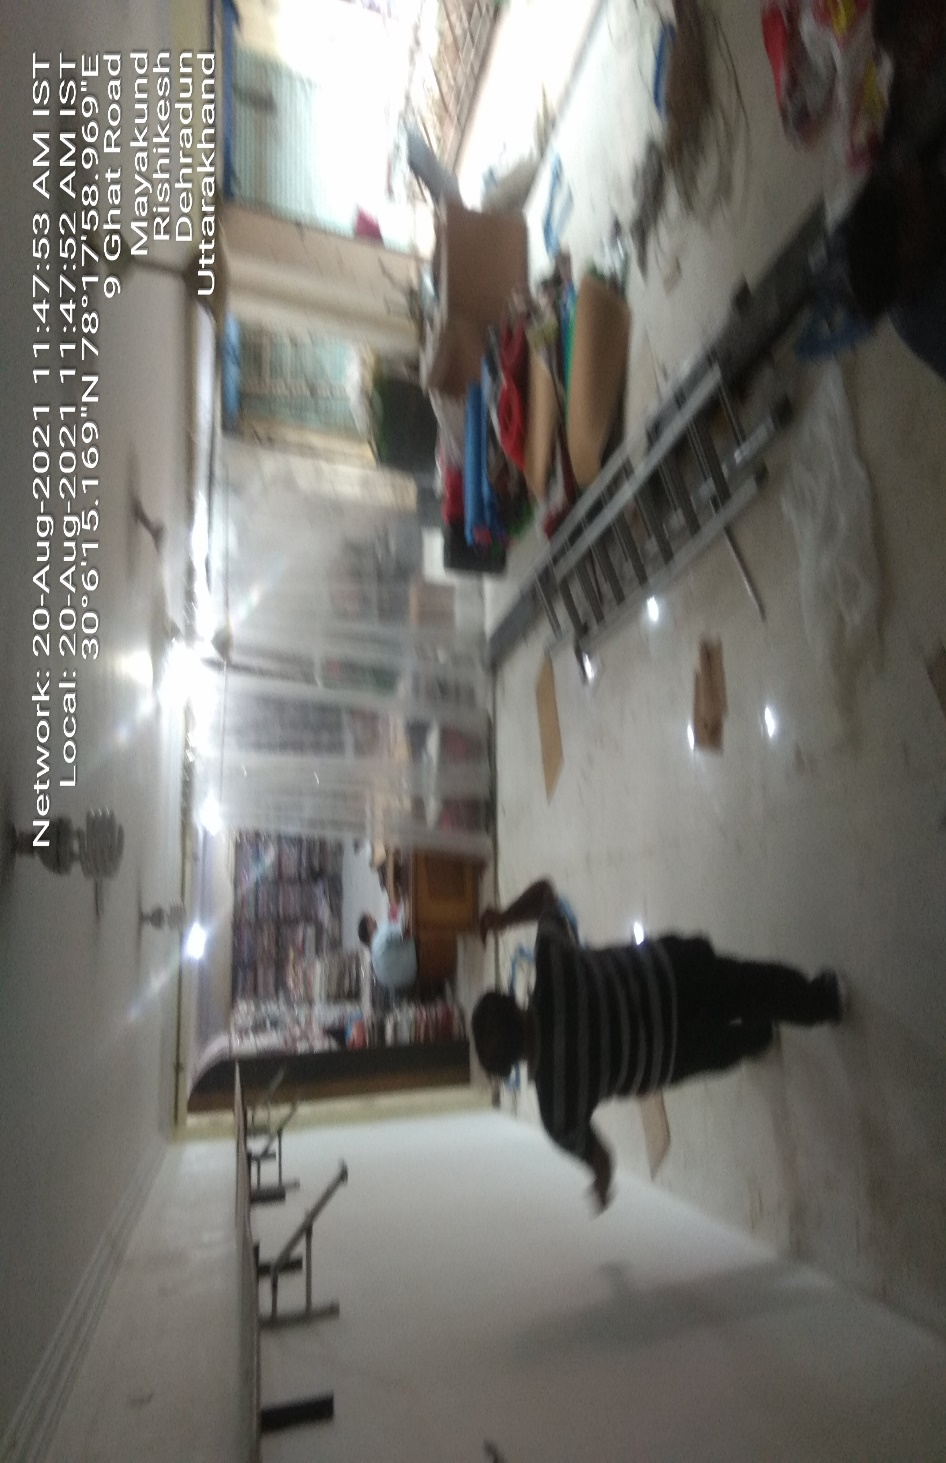 Network: 20-Aug-2021 11:47:53 AM IST
Local: 20-Aug-2021 11:47:52 AM IST
30°6'15.169"N 78°17'58.969"E
9 Ghat Road
Mayakund
Rishikesh
Dehradun
Uttarakhand